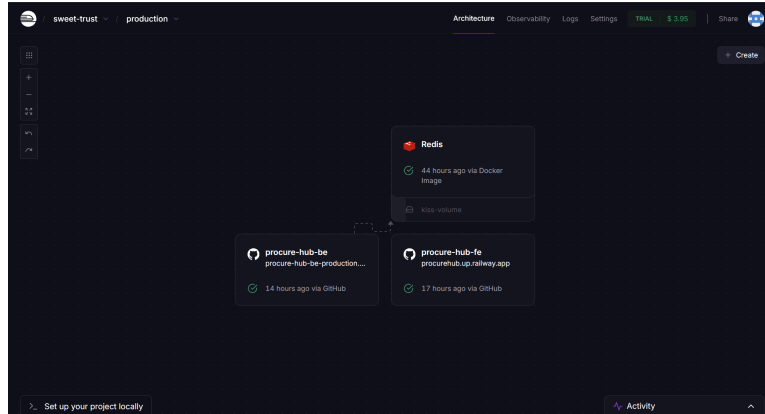 / sweet-trust / production
Architecture Observability Logs Settings TRIAL $ 3.95 Share
+ Create
Redis
44 hours ago via Docker
Image
kiss-volume
procure-hub-be
procure-hub-be-production....
14 hours ago via GitHub
procure-hub-fe
procurehub.up.railway.app
17 hours ago via GitHub
>_ Set up your project locally
Activity